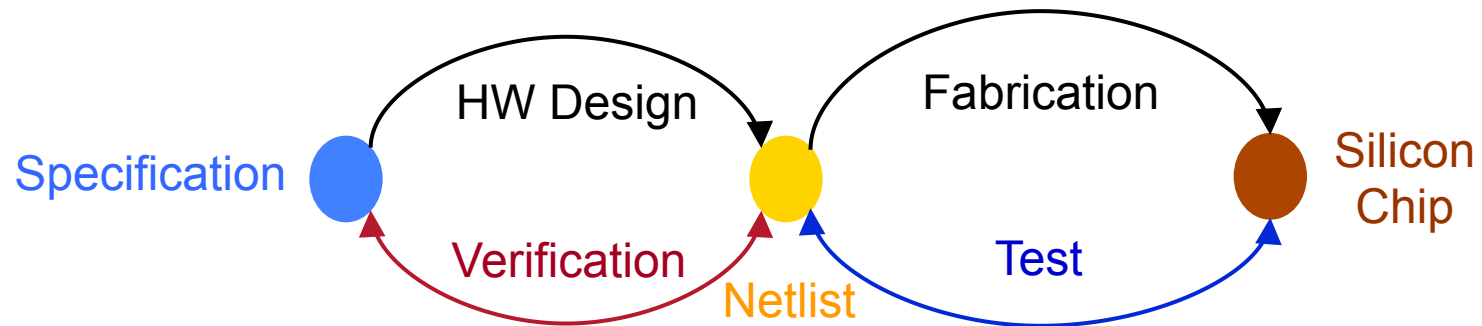 HW Design
Fabrication
Specification
Silicon
Chip
Verification
Test
Netlist